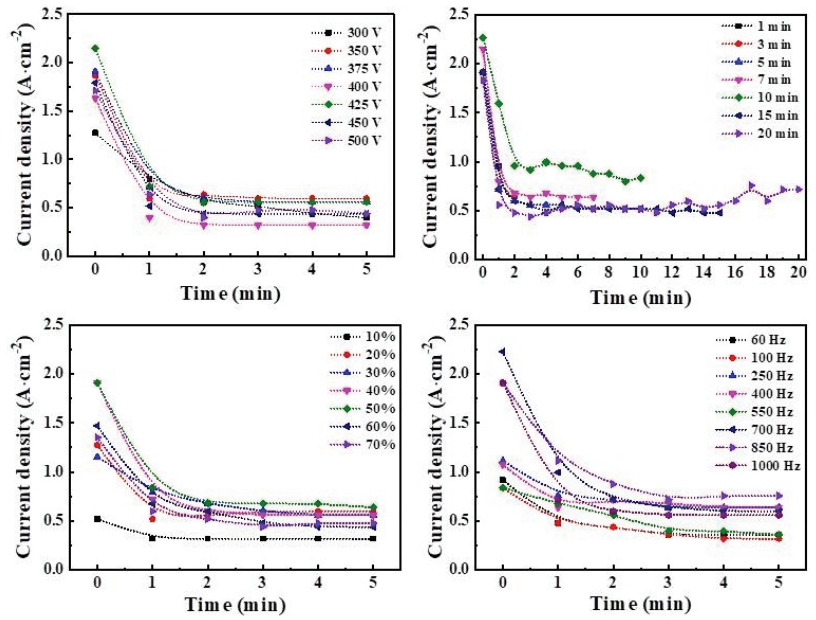 Current density (A·cm⁻²)
2.5
2.0
1.5
1.0
0.5
0.0
0 1 2 3 4 5
Time (min)
300 V
350 V
375 V
400 V
425 V
450 V
500 V
Current density (A·cm⁻²)
2.5
2.0
1.5
1.0
0.5
0.0
0 2 4 6 8 10 12 14 16 18 20
Time (min)
1 min
3 min
5 min
7 min
10 min
15 min
20 min
Current density (A·cm⁻²)
2.5
2.0
1.5
1.0
0.5
0.0
0 1 2 3 4 5
Time (min)
10%
20%
30%
40%
50%
60%
70%
Current density (A·cm⁻²)
2.5
2.0
1.5
1.0
0.5
0.0
0 1 2 3 4 5
Time (min)
60 Hz
100 Hz
250 Hz
400 Hz
550 Hz
700 Hz
850 Hz
1000 Hz